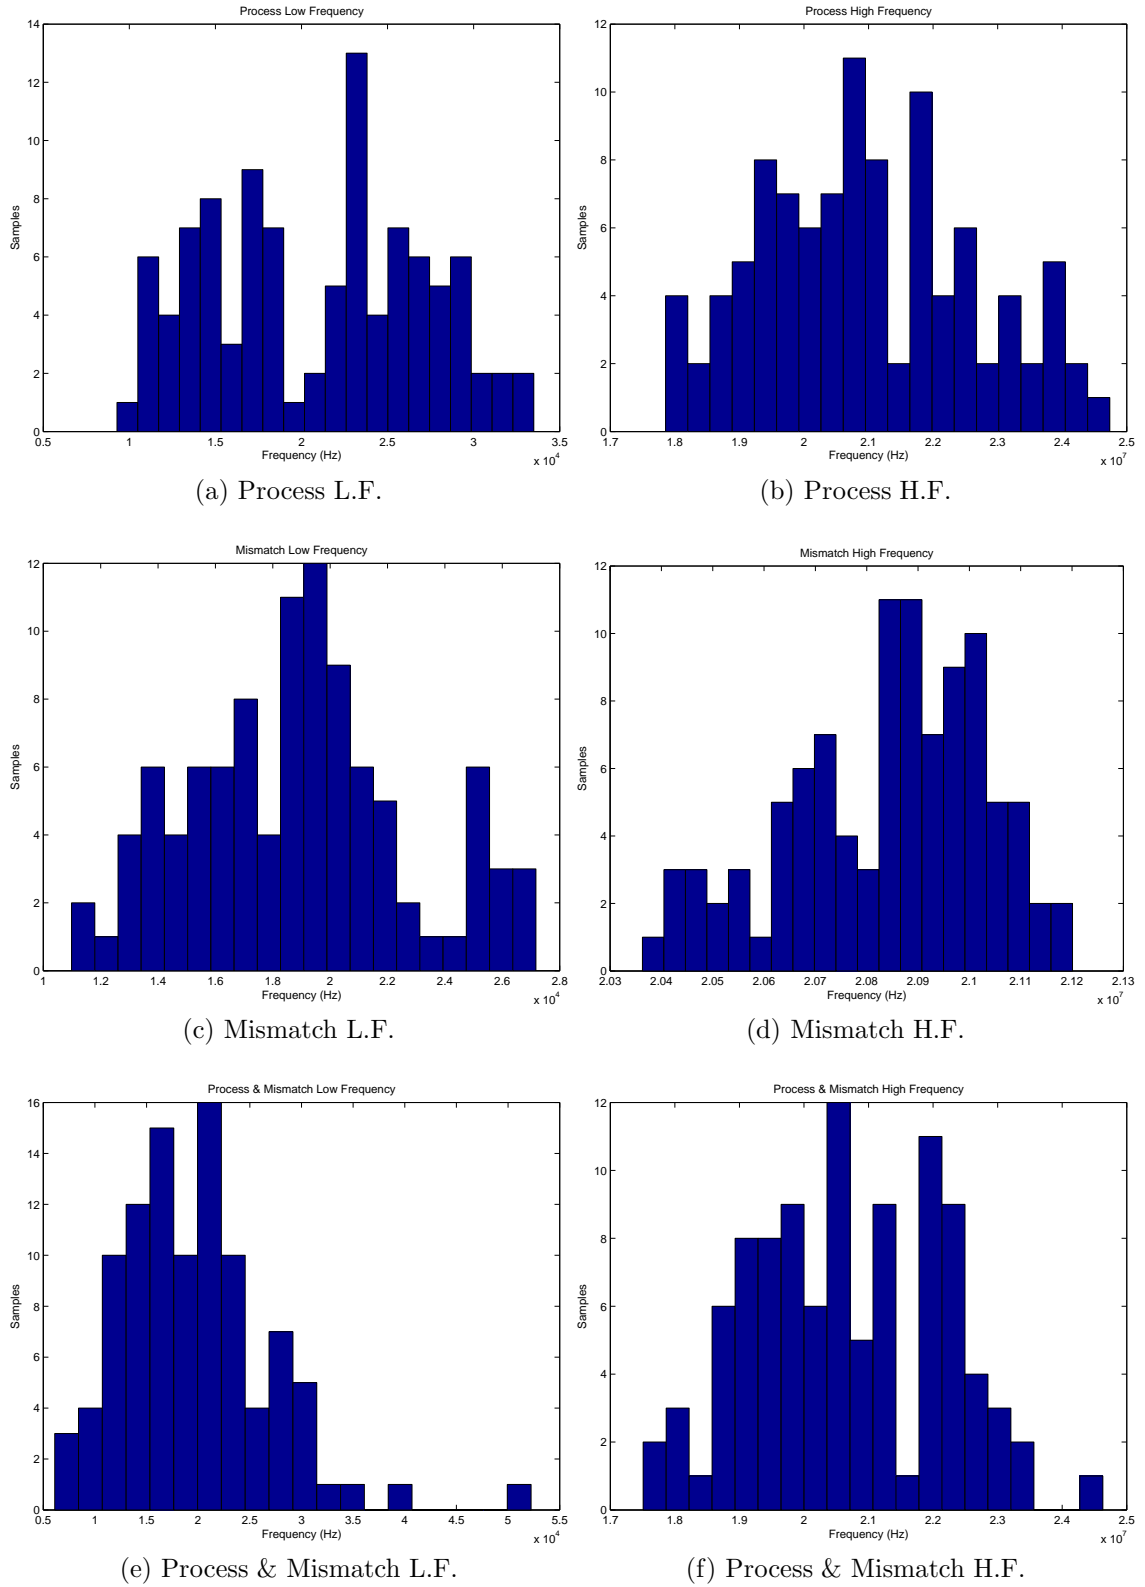 Process Low Frequency
14
12
10
8
6
4
2
0
Samples
0.5 1 1.5 2 2.5 3 3.5
Frequency (Hz)
x 10^4
(a) Process L.F.
Process High Frequency
12
10
8
6
4
2
0
Samples
1.7 1.8 1.9 2 2.1 2.2 2.3 2.4 2.5
Frequency (Hz)
x 10^7
(b) Process H.F.
Mismatch Low Frequency
12
10
8
6
4
2
0
Samples
10 1.2 1.4 1.6 1.8 2 2.2 2.4 2.6 2.8
Frequency (Hz)
x 10^4
(c) Mismatch L.F.
Mismatch High Frequency
12
10
8
6
4
2
0
Samples
2.03 2.04 2.05 2.06 2.07 2.08 2.09 2.1 2.11 2.12 2.13
Frequency (Hz)
x 10^7
(d) Mismatch H.F.
Process & Mismatch Low Frequency
16
14
12
10
8
6
4
2
0
Samples
0.5 1 1.5 2 2.5 3 3.5 4 4.5 5 5.5
Frequency (Hz)
x 10^4
(e) Process & Mismatch L.F.
Process & Mismatch High Frequency
12
10
8
6
4
2
0
Samples
1.7 1.8 1.9 2 2.1 2.2 2.3 2.4 2.5
Frequency (Hz)
x 10^7
(f) Process & Mismatch H.F.